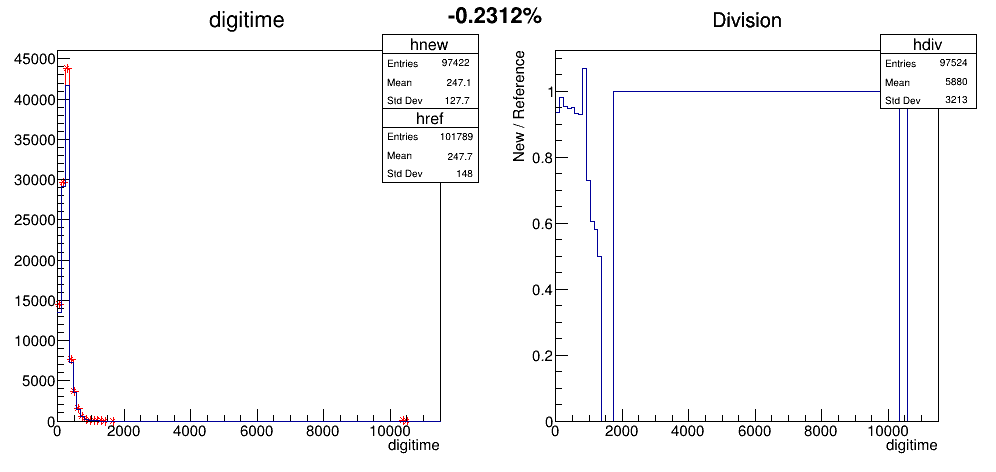 -0.2312%
digitime
hnew
Entries 97422
Mean 247.1
Std Dev 127.7
href
Entries 101789
Mean 247.7
Std Dev 148
45000
40000
35000
30000
25000
20000
15000
10000
5000
0
0 2000 4000 6000 8000 10000
digitime
Division
hdiv
Entries 97524
Mean 5880
Std Dev 3213
New / Reference
1
0.8
0.6
0.4
0.2
0
0 2000 4000 6000 8000 10000
digitime